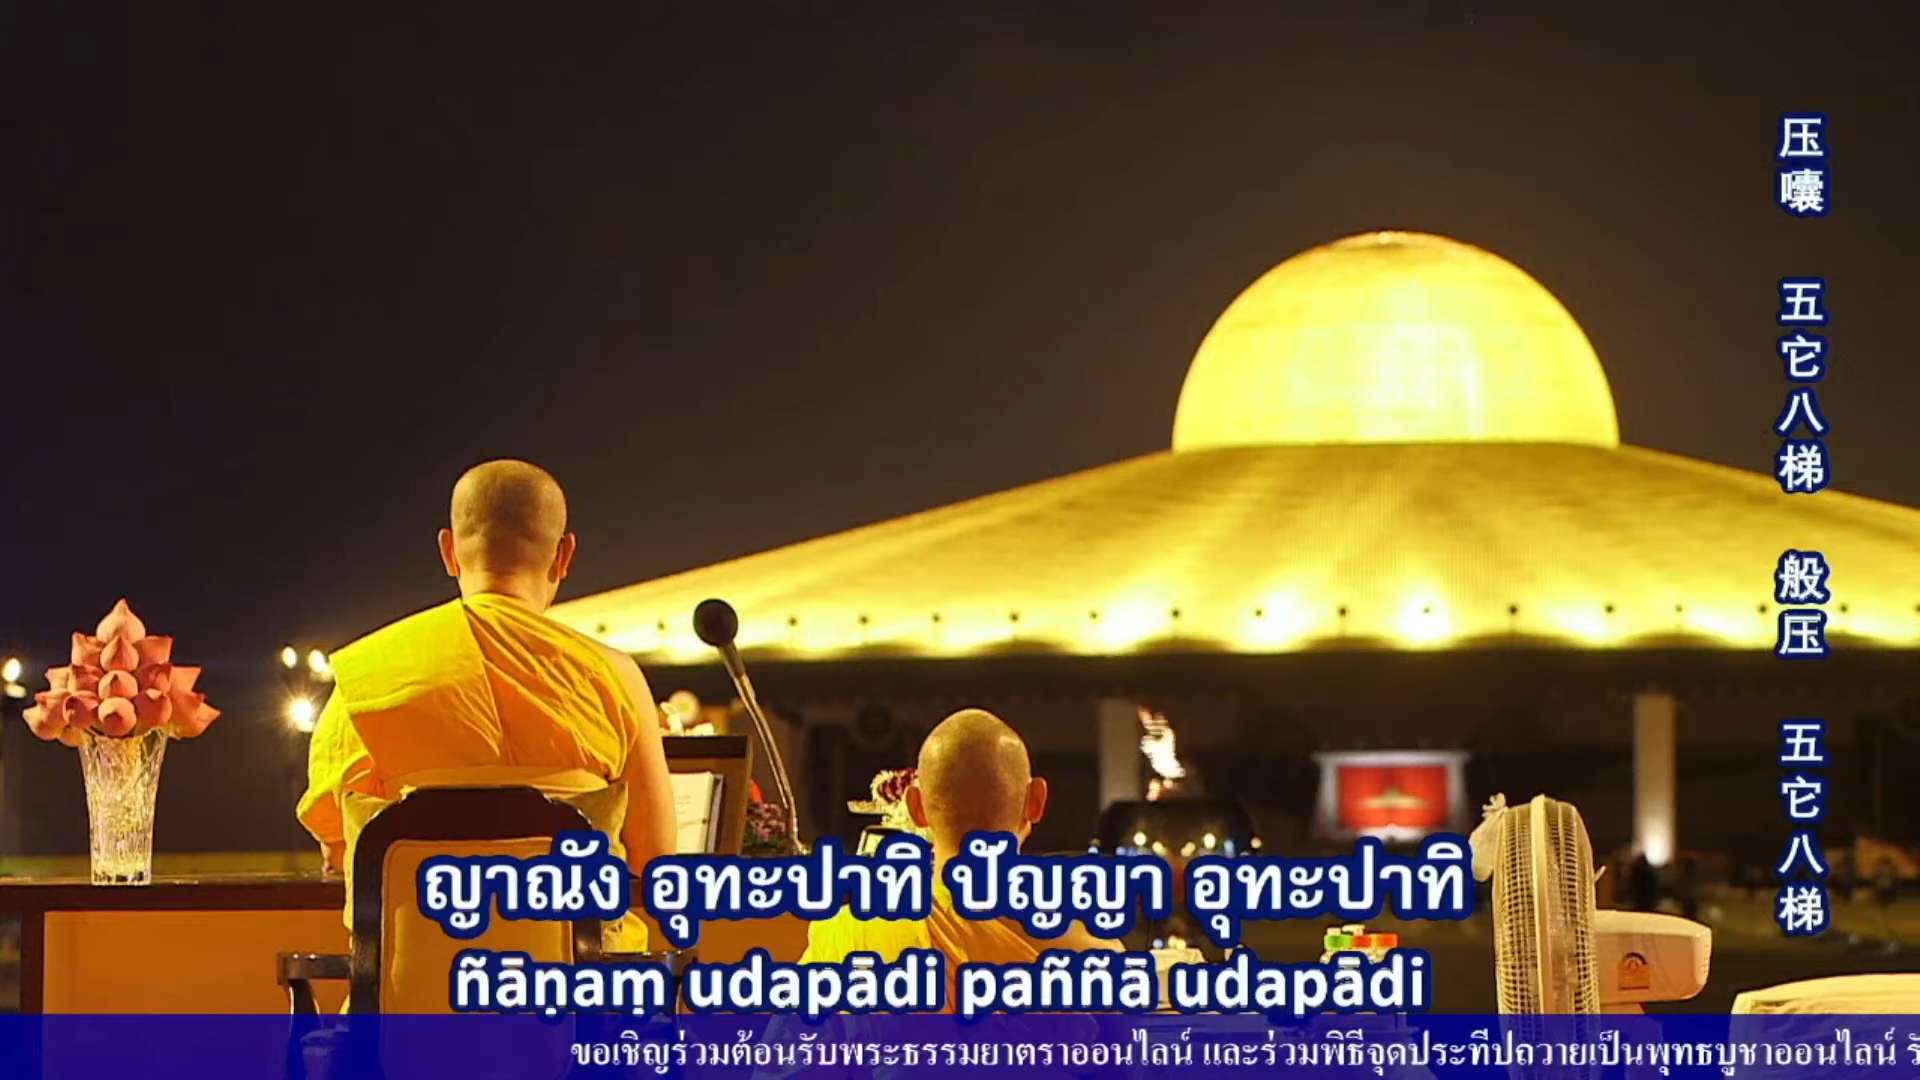 压囔 五它八梯 般压 五它八梯
ญาณัง อุทะปาทิ ปัญญา อุทะปาทิ
ñāṇaṃ udapādi paññā udapādi
ขอเชิญร่วมต้อนรับพระธรรมยาตราออนไลน์ และร่วมพิธีจุดประทีปถวายเป็นพุทธบูชาออนไลน์